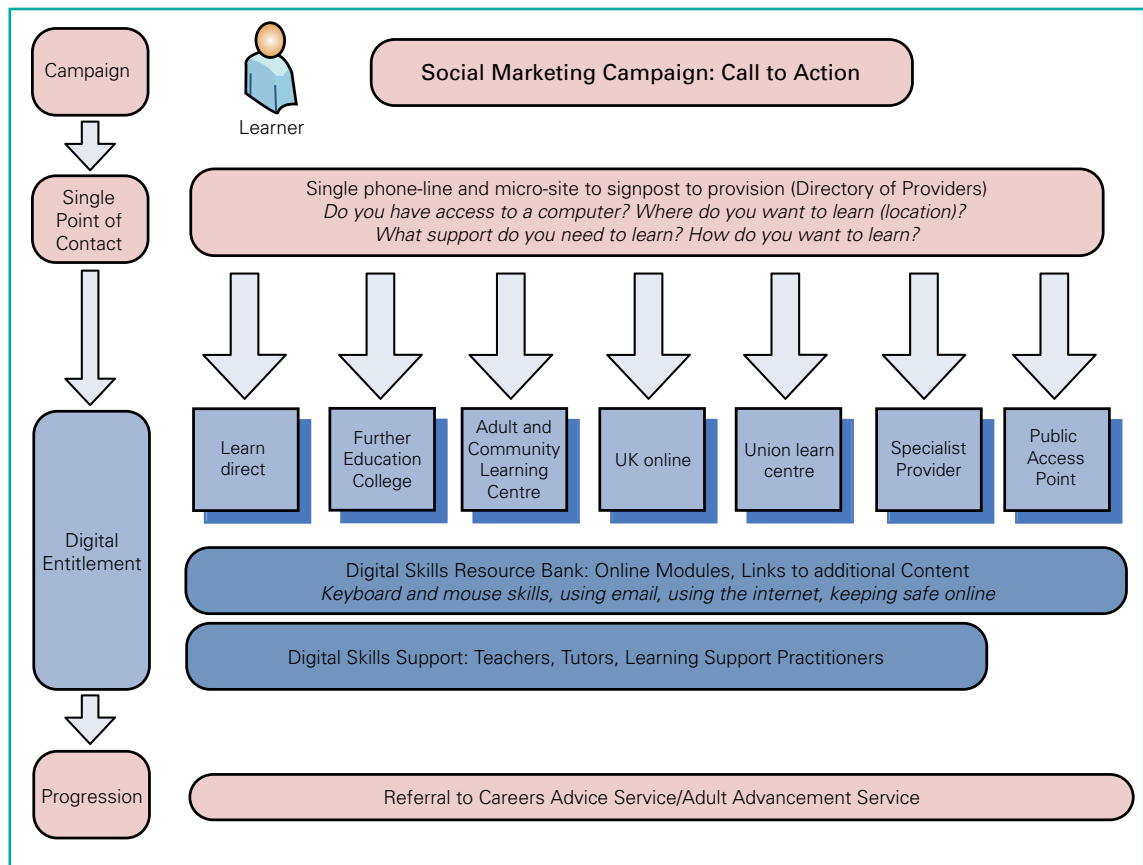 Campaign
Learner
Social Marketing Campaign: Call to Action
Single
Point of
Contact
Single phone-line and micro-site to signpost to provision (Directory of Providers)
Do you have access to a computer? Where do you want to learn (location)?
What support do you need to learn? How do you want to learn?
Learn
direct
Further
Education
College
Adult and
Community
Learning
Centre
UK online
Union learn
centre
Specialist
Provider
Public
Access
Point
Digital
Entitlement
Digital Skills Resource Bank: Online Modules, Links to additional Content
Keyboard and mouse skills, using email, using the internet, keeping safe online
Digital Skills Support: Teachers, Tutors, Learning Support Practitioners
Progression
Referral to Careers Advice Service/Adult Advancement Service